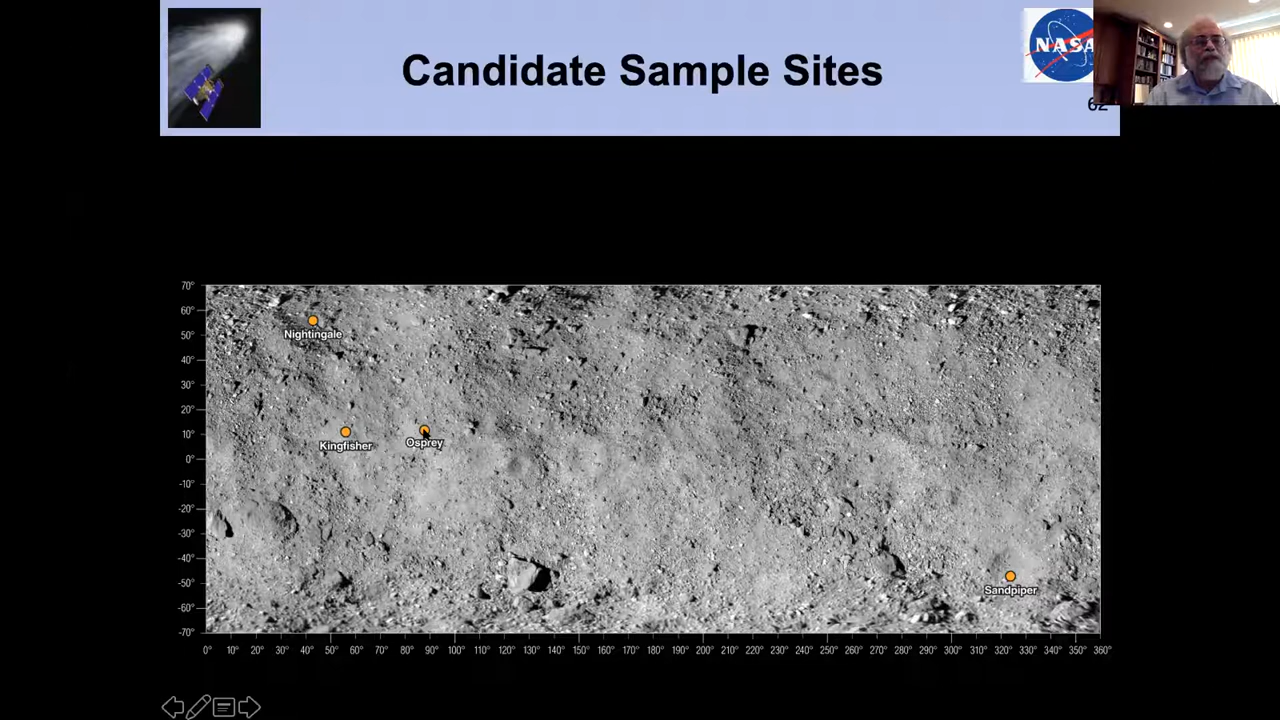 Candidate Sample Sites
NASA
62
70°
60°
50°
40°
30°
20°
10°
0°
-10°
-20°
-30°
-40°
-50°
-60°
-70°
Nightingale
Kingfisher
Osprey
Sandpiper
0° 10° 20° 30° 40° 50° 60° 70° 80° 90° 100° 110° 120° 130° 140° 150° 160° 170° 180° 190° 200° 210° 220° 230° 240° 250° 260° 270° 280° 290° 300° 310° 320° 330° 340° 350° 360°